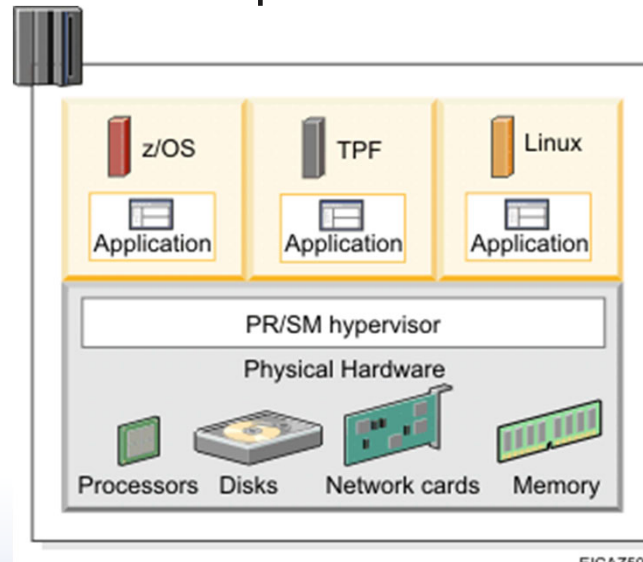 z/OS
TPF
Linux
Application
Application
Application
PR/SM hypervisor
Physical Hardware
Processors
Disks
Network cards
Memory